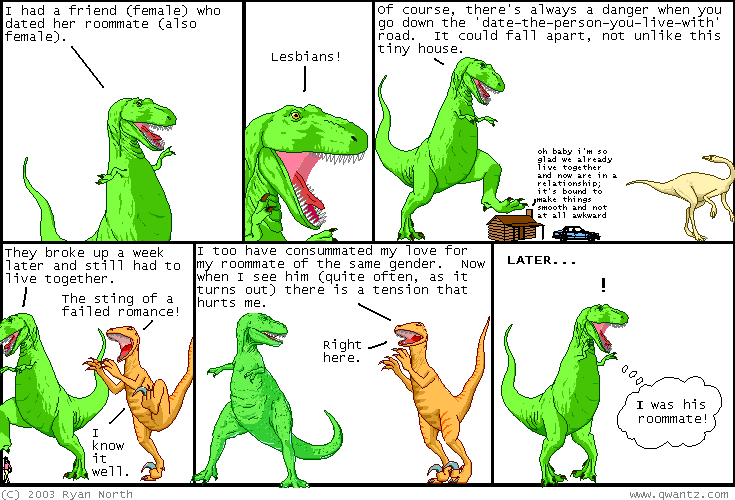 I had a friend (female) who
dated her roommate (also
female).
Lesbians!
Of course, there's always a danger when you
go down the 'date-the-person-you-live-with'
road.  It could fall apart, not unlike this
tiny house.
oh baby i'm so
glad we already
live together
and now are in a
relationship;
it's bound to
make things
smooth and not
at all awkward
They broke up a week
later and still had to
live together.
The sting of a
failed romance!
I
know
it
well.
I too have consummated my love for
my roommate of the same gender.  Now
when I see him (quite often, as it
turns out) there is a tension that
hurts me.
Right
here.
LATER...
!
I was his
roommate!
(C) 2003 Ryan North
www.qwantz.com